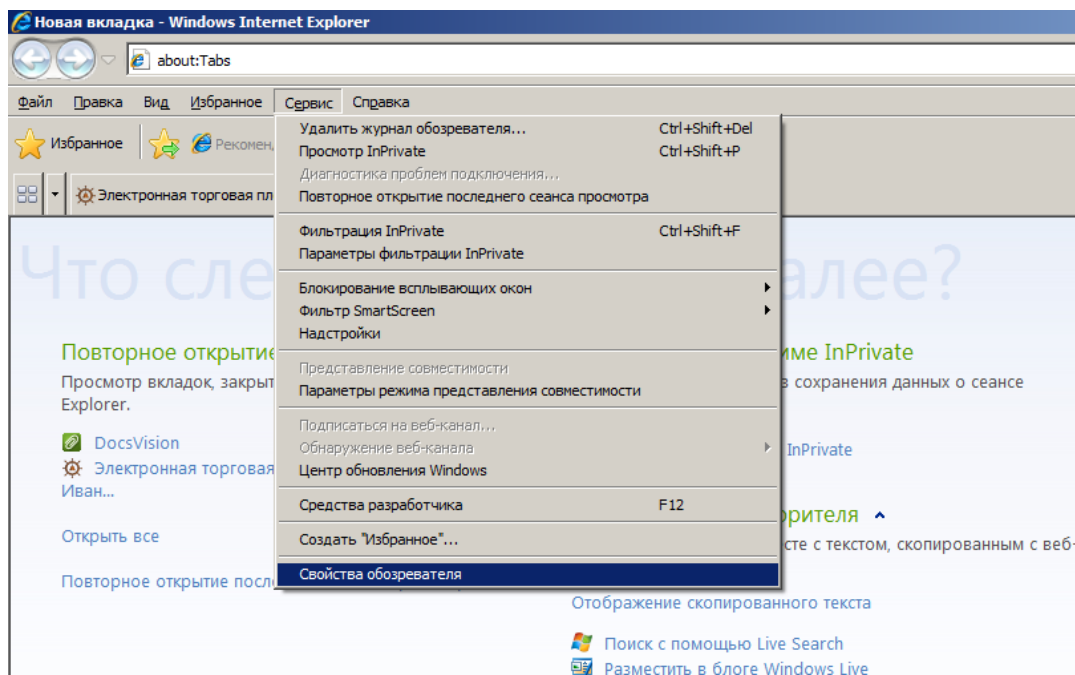 Новая вкладка - Windows Internet Explorer
about:Tabs
Файл Правка Вид Избранное Сервис Справка
Избранное
Электронная торговая пл
Удалить журнал обозревателя... Ctrl+Shift+Del
Просмотр InPrivate Ctrl+Shift+P
Диагностика проблем подключения...
Повторное открытие последнего сеанса просмотра
Фильтрация InPrivate Ctrl+Shift+F
Параметры фильтрации InPrivate
Блокирование всплывающих окон
Фильтр SmartScreen
Надстройки
Представление совместимости
Параметры режима представления совместимости
Подписаться на веб-канал...
Обнаружение веб-канала
Центр обновления Windows
Средства разработчика F12
Создать "Избранное"...
Свойства обозревателя
Что сле алее?
Повторное открытие
Просмотр вкладок, закрыт
Explorer.
DocsVision
Электронная торговая
Иван...
Открыть все
Повторное открытие посл
име InPrivate
в сохранения данных о сеансе
InPrivate
орителя
сте с текстом, скопированным с веб-
Отображение скопированного текста
Поиск с помощью Live Search
Разместить в блоге Windows Live